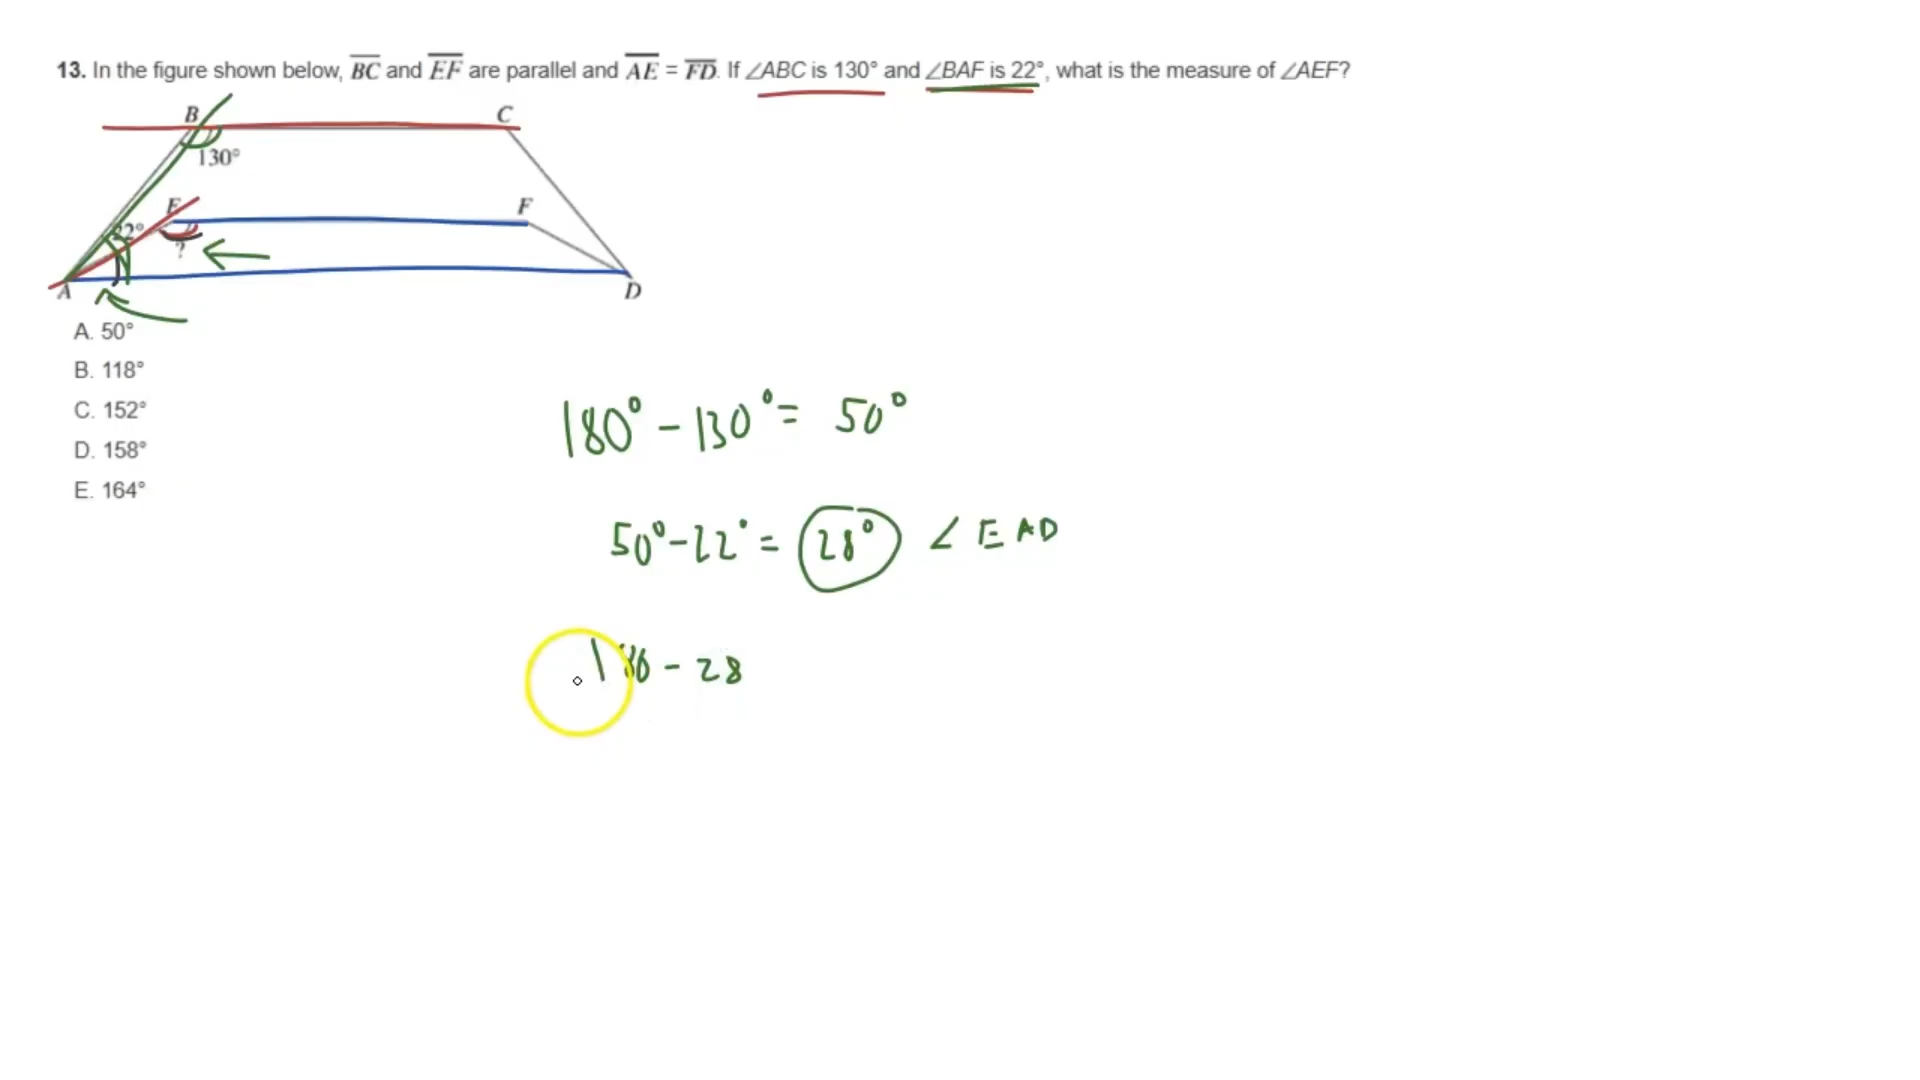 13. In the figure shown below, BC and EF are parallel and AE = FD. If ∠ABC is 130° and ∠BAF is 22°, what is the measure of ∠AEF?
B C
130°
E F
22°
?
A D
A. 50°
B. 118°
C. 152°
D. 158°
E. 164°
180° - 130° = 50°
50° - 22° = 28° ∠EAD
180 - 28